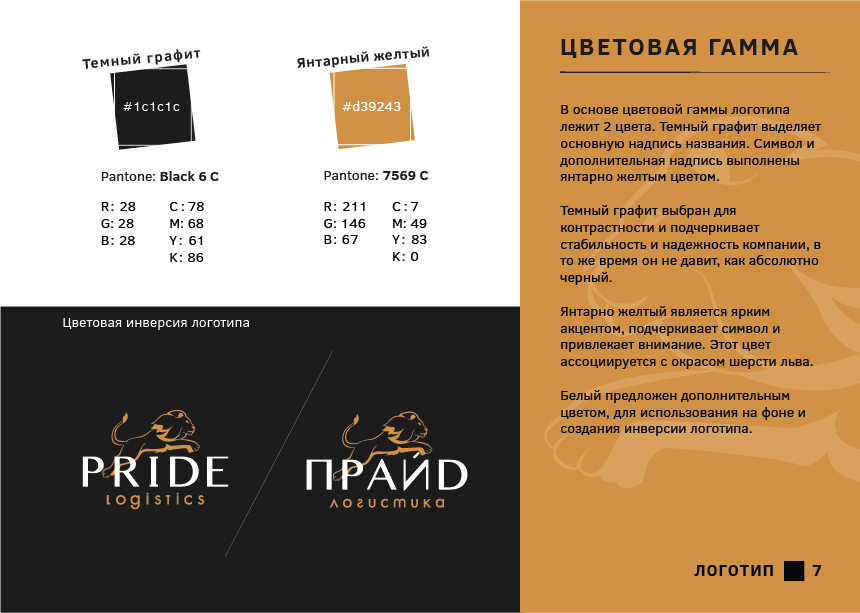 Темный графит
#1c1c1c
Pantone: Black 6 C
R: 28 C: 78
G: 28 M: 68
B: 28 Y: 61
K: 86
Янтарный желтый
#d39243
Pantone: 7569 C
R: 211 C: 7
G: 146 M: 49
B: 67 Y: 83
K: 0
Цветовая инверсия логотипа
PRIDE
Logistics
ПРАЙD
логистика
ЦВЕТОВАЯ ГАММА
В основе цветовой гаммы логотипа
лежит 2 цвета. Темный графит выделяет
основную надпись названия. Символ и
дополнительная надпись выполнены
янтарно желтым цветом.
Темный графит выбран для
контрастности и подчеркивает
стабильность и надежность компании, в
то же время он не давит, как абсолютно
черный.
Янтарно желтый является ярким
акцентом, подчеркивает символ и
привлекает внимание. Этот цвет
ассоциируется с окрасом шерсти льва.
Белый предложен дополнительным
цветом, для использования на фоне и
создания инверсии логотипа.
ЛОГОТИП 7